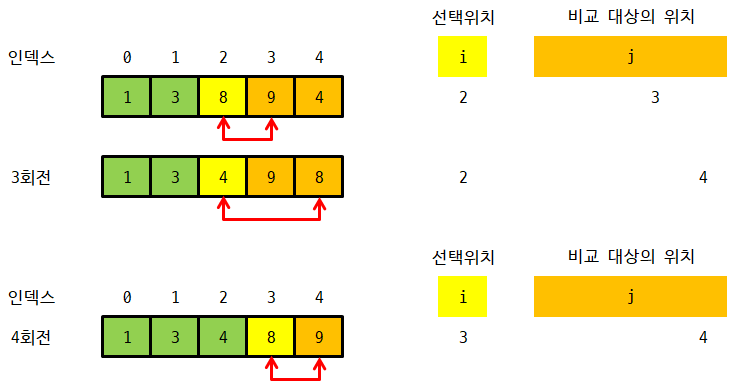 선택위치 비교 대상의 위치
인덱스 0 1 2 3 4 i j
1 3 8 9 4 2 3
3회전 1 3 4 9 8 2 4
선택위치 비교 대상의 위치
인덱스 0 1 2 3 4 i j
4회전 1 3 4 8 9 3 4